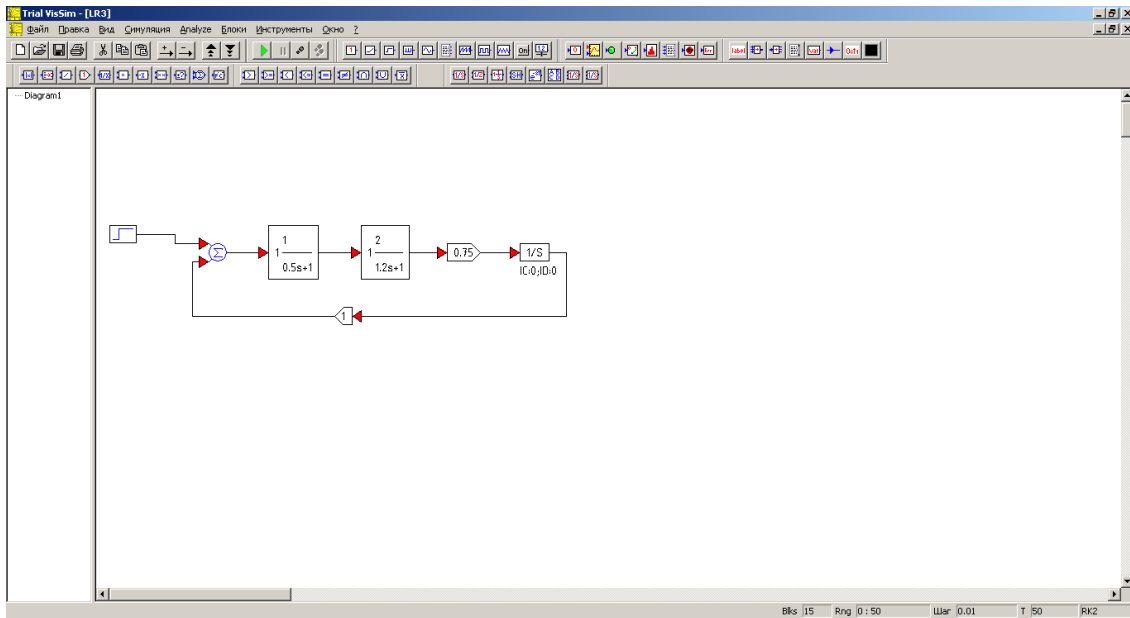 Trial VisSim - [LR3]
Файл Правка Вид Симуляция Analyze Блоки Инструменты Окно ?
Diagram1
1
1
0.5s+1
2
1
1.2s+1
0.75
1/S
IC:0;ID:0
Σ
1
Blks 15 Rng 0 : 50 Шаг 0.01 T 50 RK2